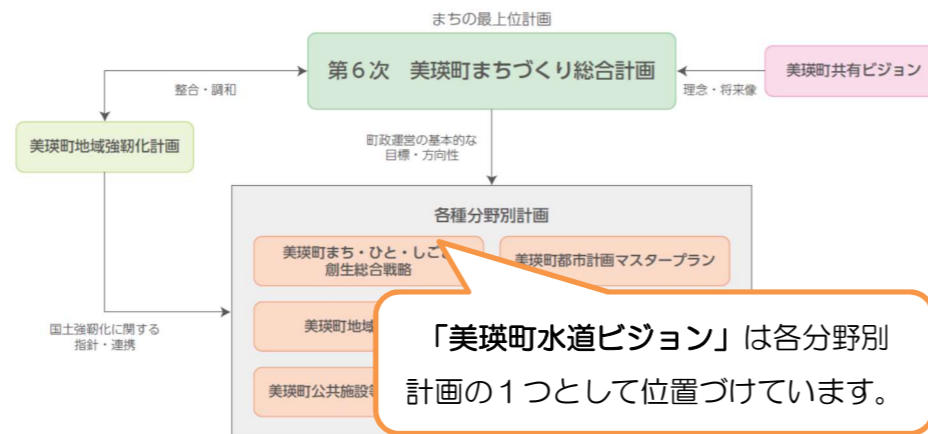 まちの最上位計画
第6次 美瑛町まちづくり総合計画
美瑛町共有ビジョン
整合・調和
理念・将来像
美瑛町地域強靭化計画
町政運営の基本的な
目標・方向性
各種分野別計画
美瑛町まち・ひと・しご
創生総合戦略
美瑛町都市計画マスタープラン
国土強靭化に関する
指針・連携
美瑛町地域
美瑛町公共施設等
「美瑛町水道ビジョン」は各分野別
計画の1つとして位置づけています。